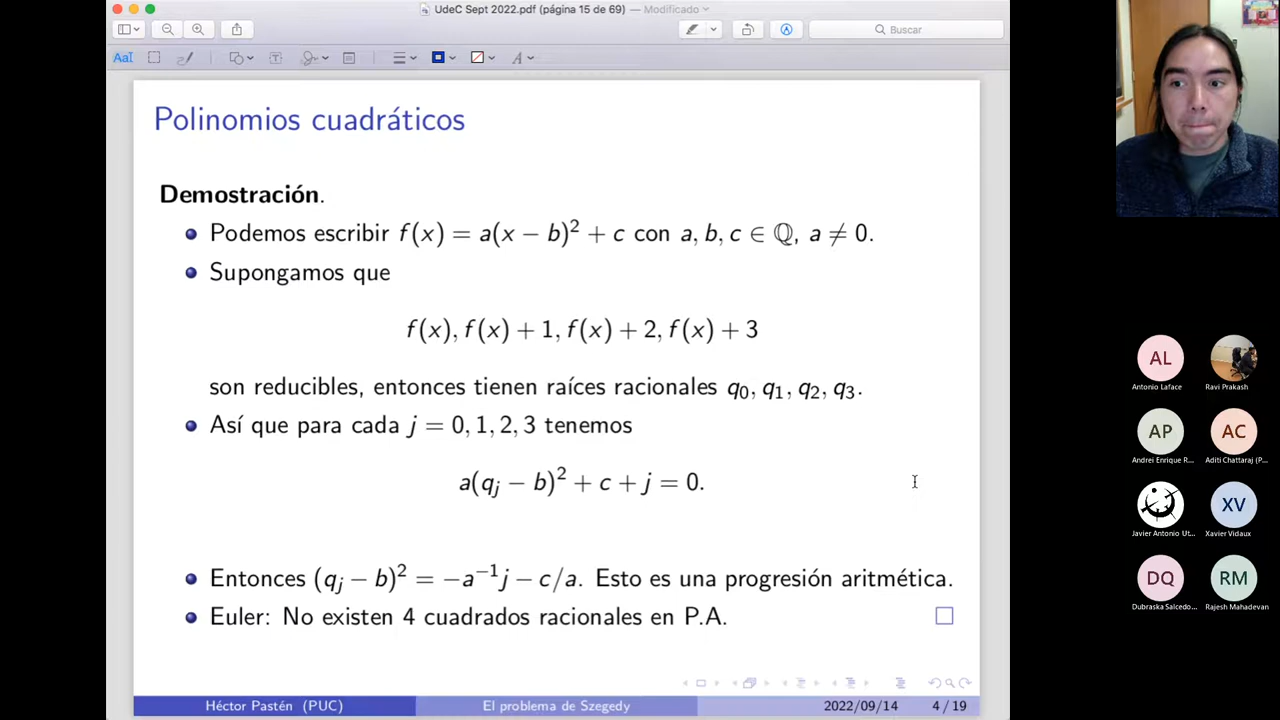 UdeC Sept 2022.pdf (página 15 de 69) — Modificado
AaI
A
Buscar
Polinomios cuadráticos
Demostración.
Podemos escribir f(x) = a(x − b)² + c con a, b, c ∈ ℚ, a ≠ 0.
Supongamos que
f(x), f(x) + 1, f(x) + 2, f(x) + 3
son reducibles, entonces tienen raíces racionales q₀, q₁, q₂, q₃.
Así que para cada j = 0, 1, 2, 3 tenemos
a(qⱼ − b)² + c + j = 0.
Entonces (qⱼ − b)² = −a⁻¹j − c/a. Esto es una progresión aritmética.
Euler: No existen 4 cuadrados racionales en P.A.
Héctor Pastén (PUC)
El problema de Szegedy
2022/09/14
4 / 19
AL
Antonio Laface
Ravi Prakash
AP
AC
Andrei Enrique R...
Aditi Chattaraj (P...
XV
Javier Antonio Ut...
Xavier Vidaux
DQ
RM
Dubraska Salcedo...
Rajesh Mahadevan